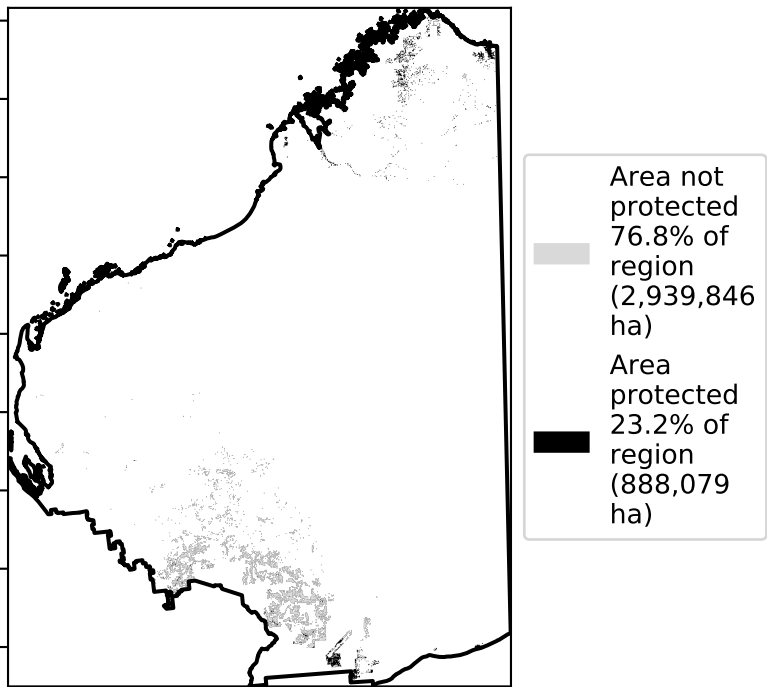 Area not
protected
76.8% of
region
(2,939,846
ha)
Area
protected
23.2% of
region
(888,079
ha)